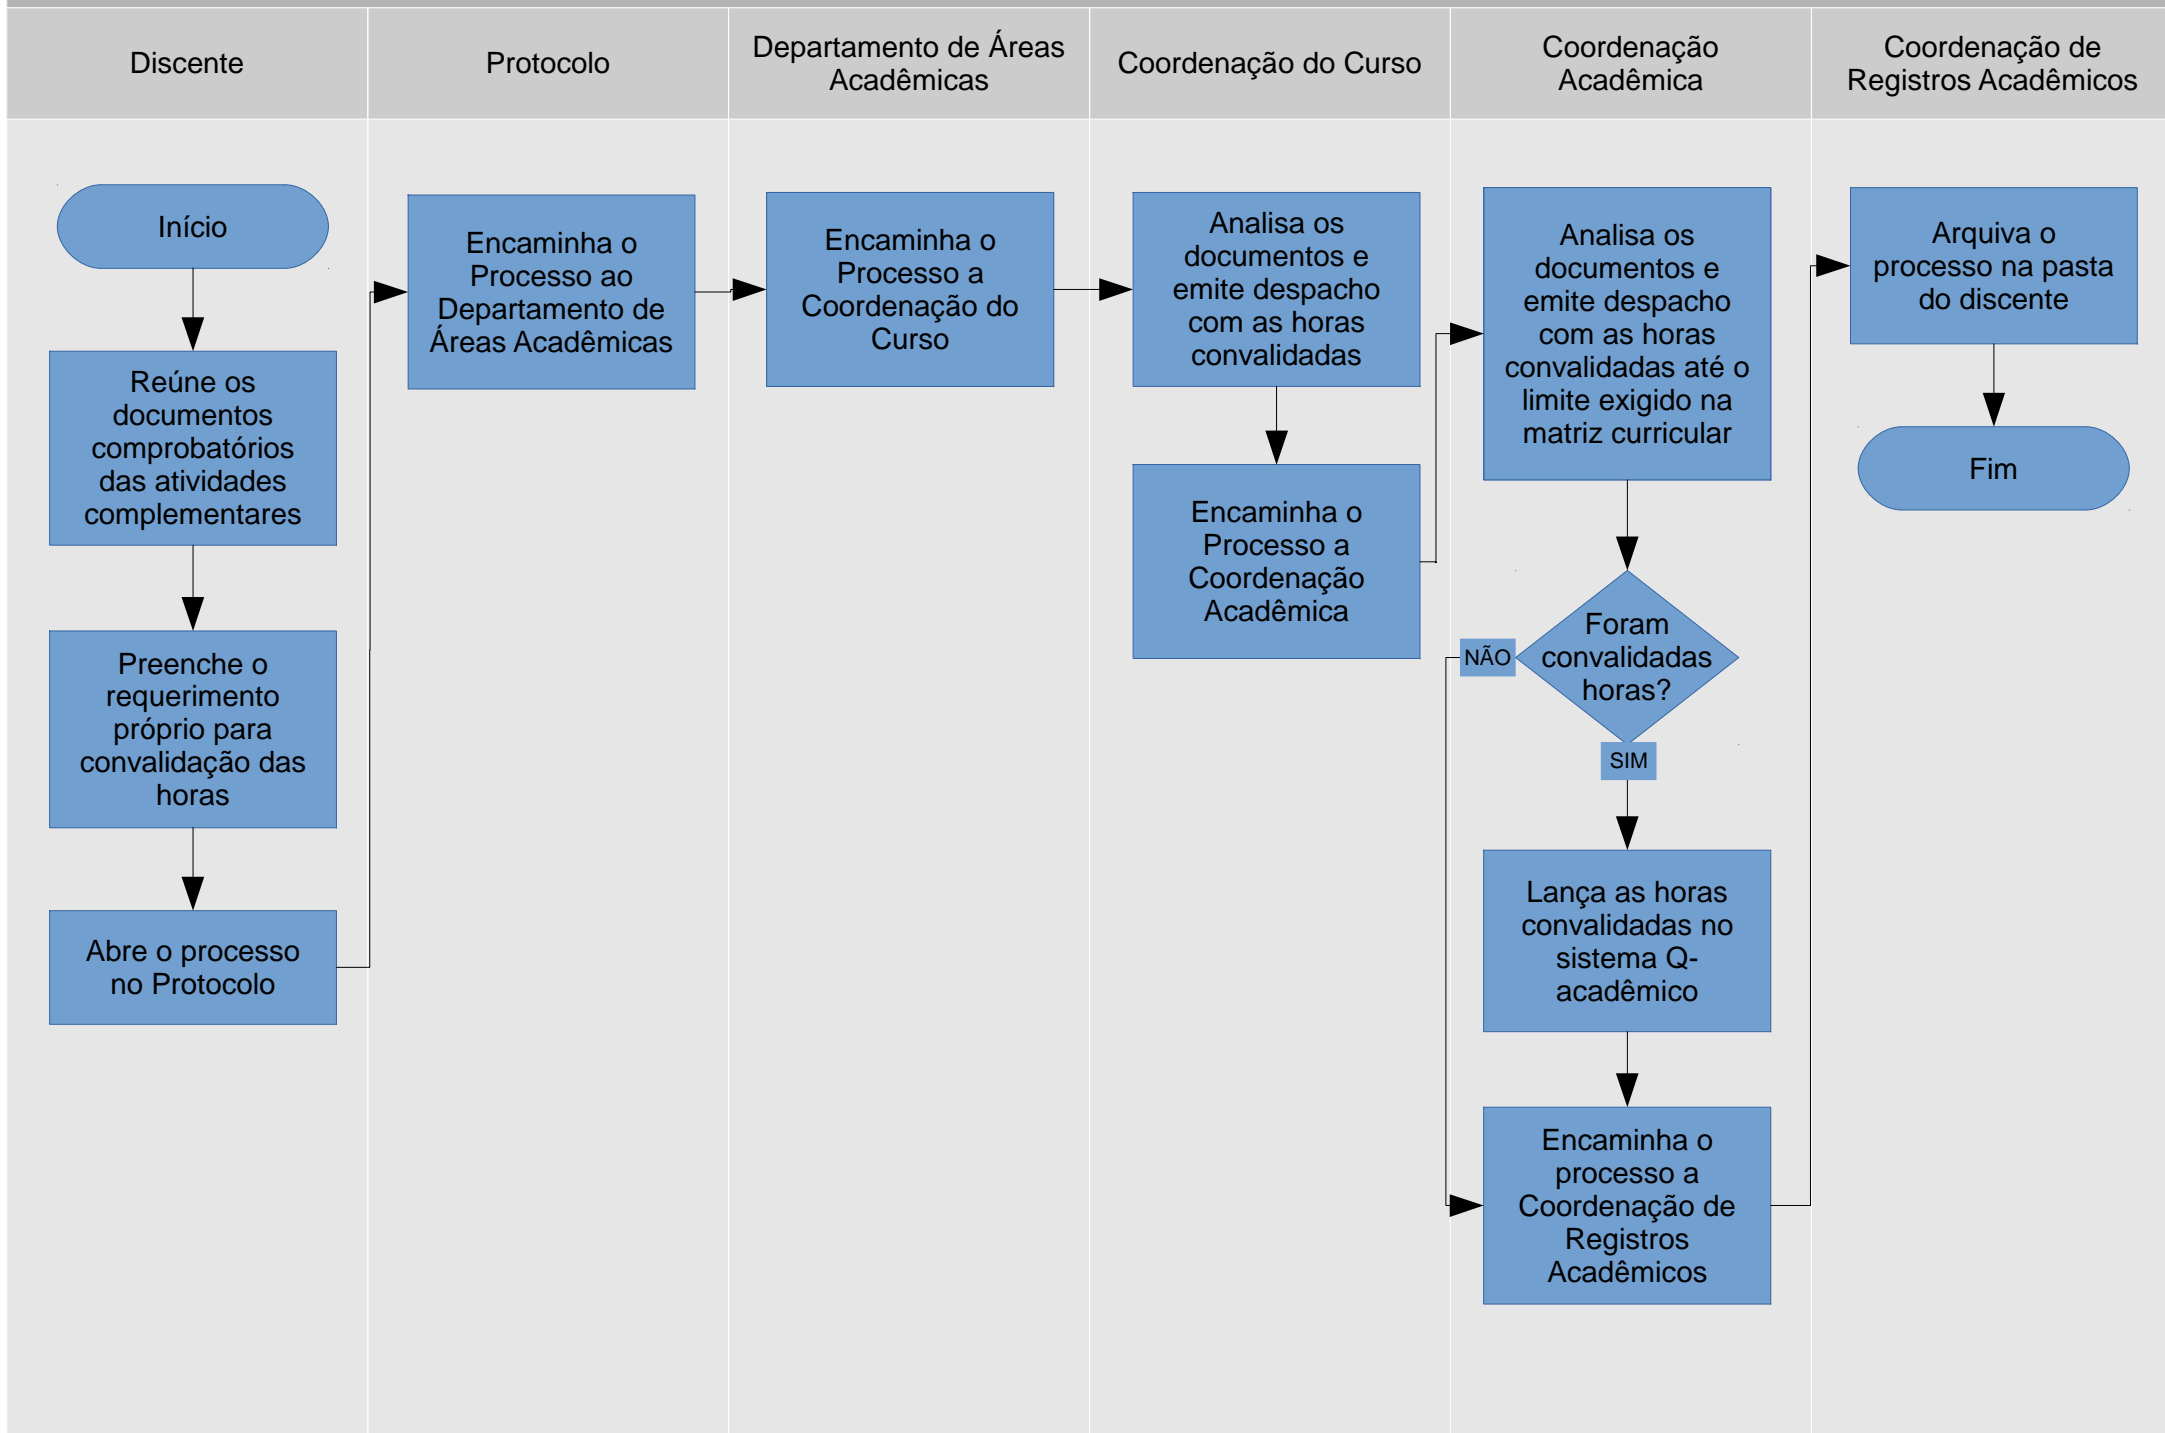 Discente
Protocolo
Departamento de Áreas
Acadêmicas
Coordenação do Curso
Coordenação
Acadêmica
Coordenação de
Registros Acadêmicos
Início
Reúne os
documentos
comprobatórios
das atividades
complementares
Preenche o
requerimento
próprio para
convalidação das
horas
Abre o processo
no Protocolo
Encaminha o
Processo ao
Departamento de
Áreas Acadêmicas
Encaminha o
Processo a
Coordenação do
Curso
Analisa os
documentos e
emite despacho
com as horas
convalidadas
Encaminha o
Processo a
Coordenação
Acadêmica
Analisa os
documentos e
emite despacho
com as horas
convalidadas até o
limite exigido na
matriz curricular
Foram
convalidadas
horas?
NÃO
SIM
Lança as horas
convalidadas no
sistema Q-
acadêmico
Encaminha o
processo a
Coordenação de
Registros
Acadêmicos
Arquiva o
processo na pasta
do discente
Fim